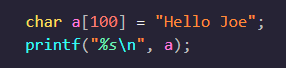 char a[100] = "Hello Joe";
printf("%s\n", a);